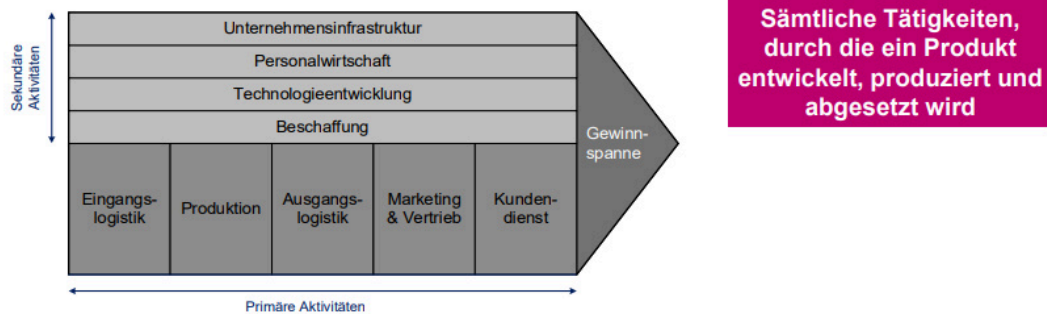 Sekundäre
Aktivitäten
Unternehmensinfrastruktur
Personalwirtschaft
Technologieentwicklung
Beschaffung
Eingangs-
logistik
Produktion
Ausgangs-
logistik
Marketing
& Vertrieb
Kunden-
dienst
Gewinn-
spanne
Primäre Aktivitäten
Sämtliche Tätigkeiten,
durch die ein Produkt
entwickelt, produziert und
abgesetzt wird